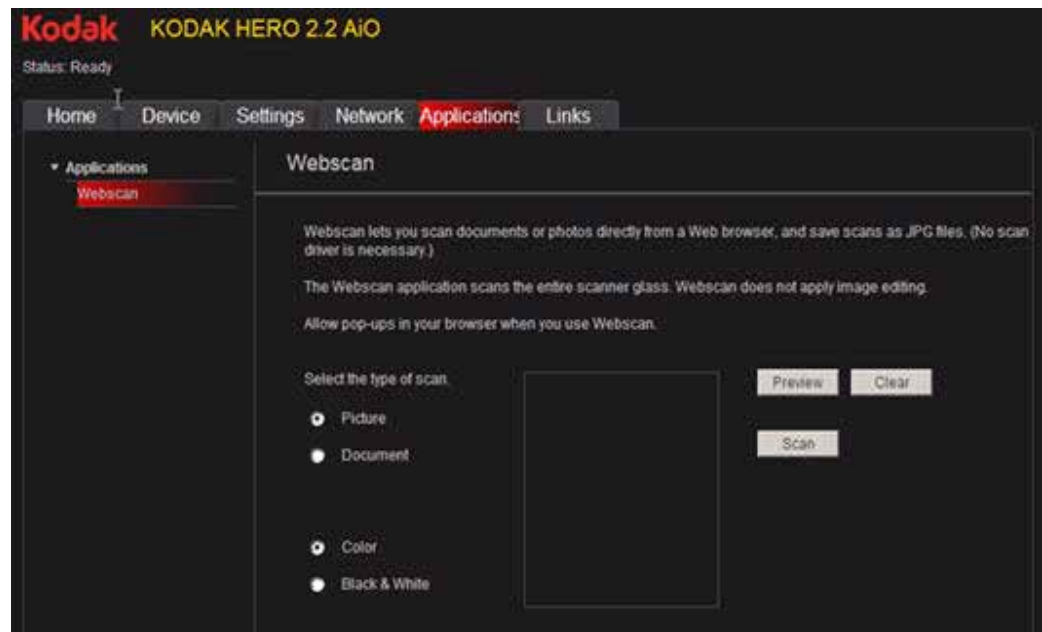 Kodak KODAK HERO 2.2 AiO
Status: Ready
Home Device Settings Network Applications Links
Applications
Webscan
Webscan
Webscan lets you scan documents or photos directly from a Web browser, and save scans as JPG files. (No scan
driver is necessary.)
The Webscan application scans the entire scanner glass. Webscan does not apply image editing.
Allow pop-ups in your browser when you use Webscan.
Select the type of scan.
Picture
Document
Color
Black & White
Preview Clear
Scan